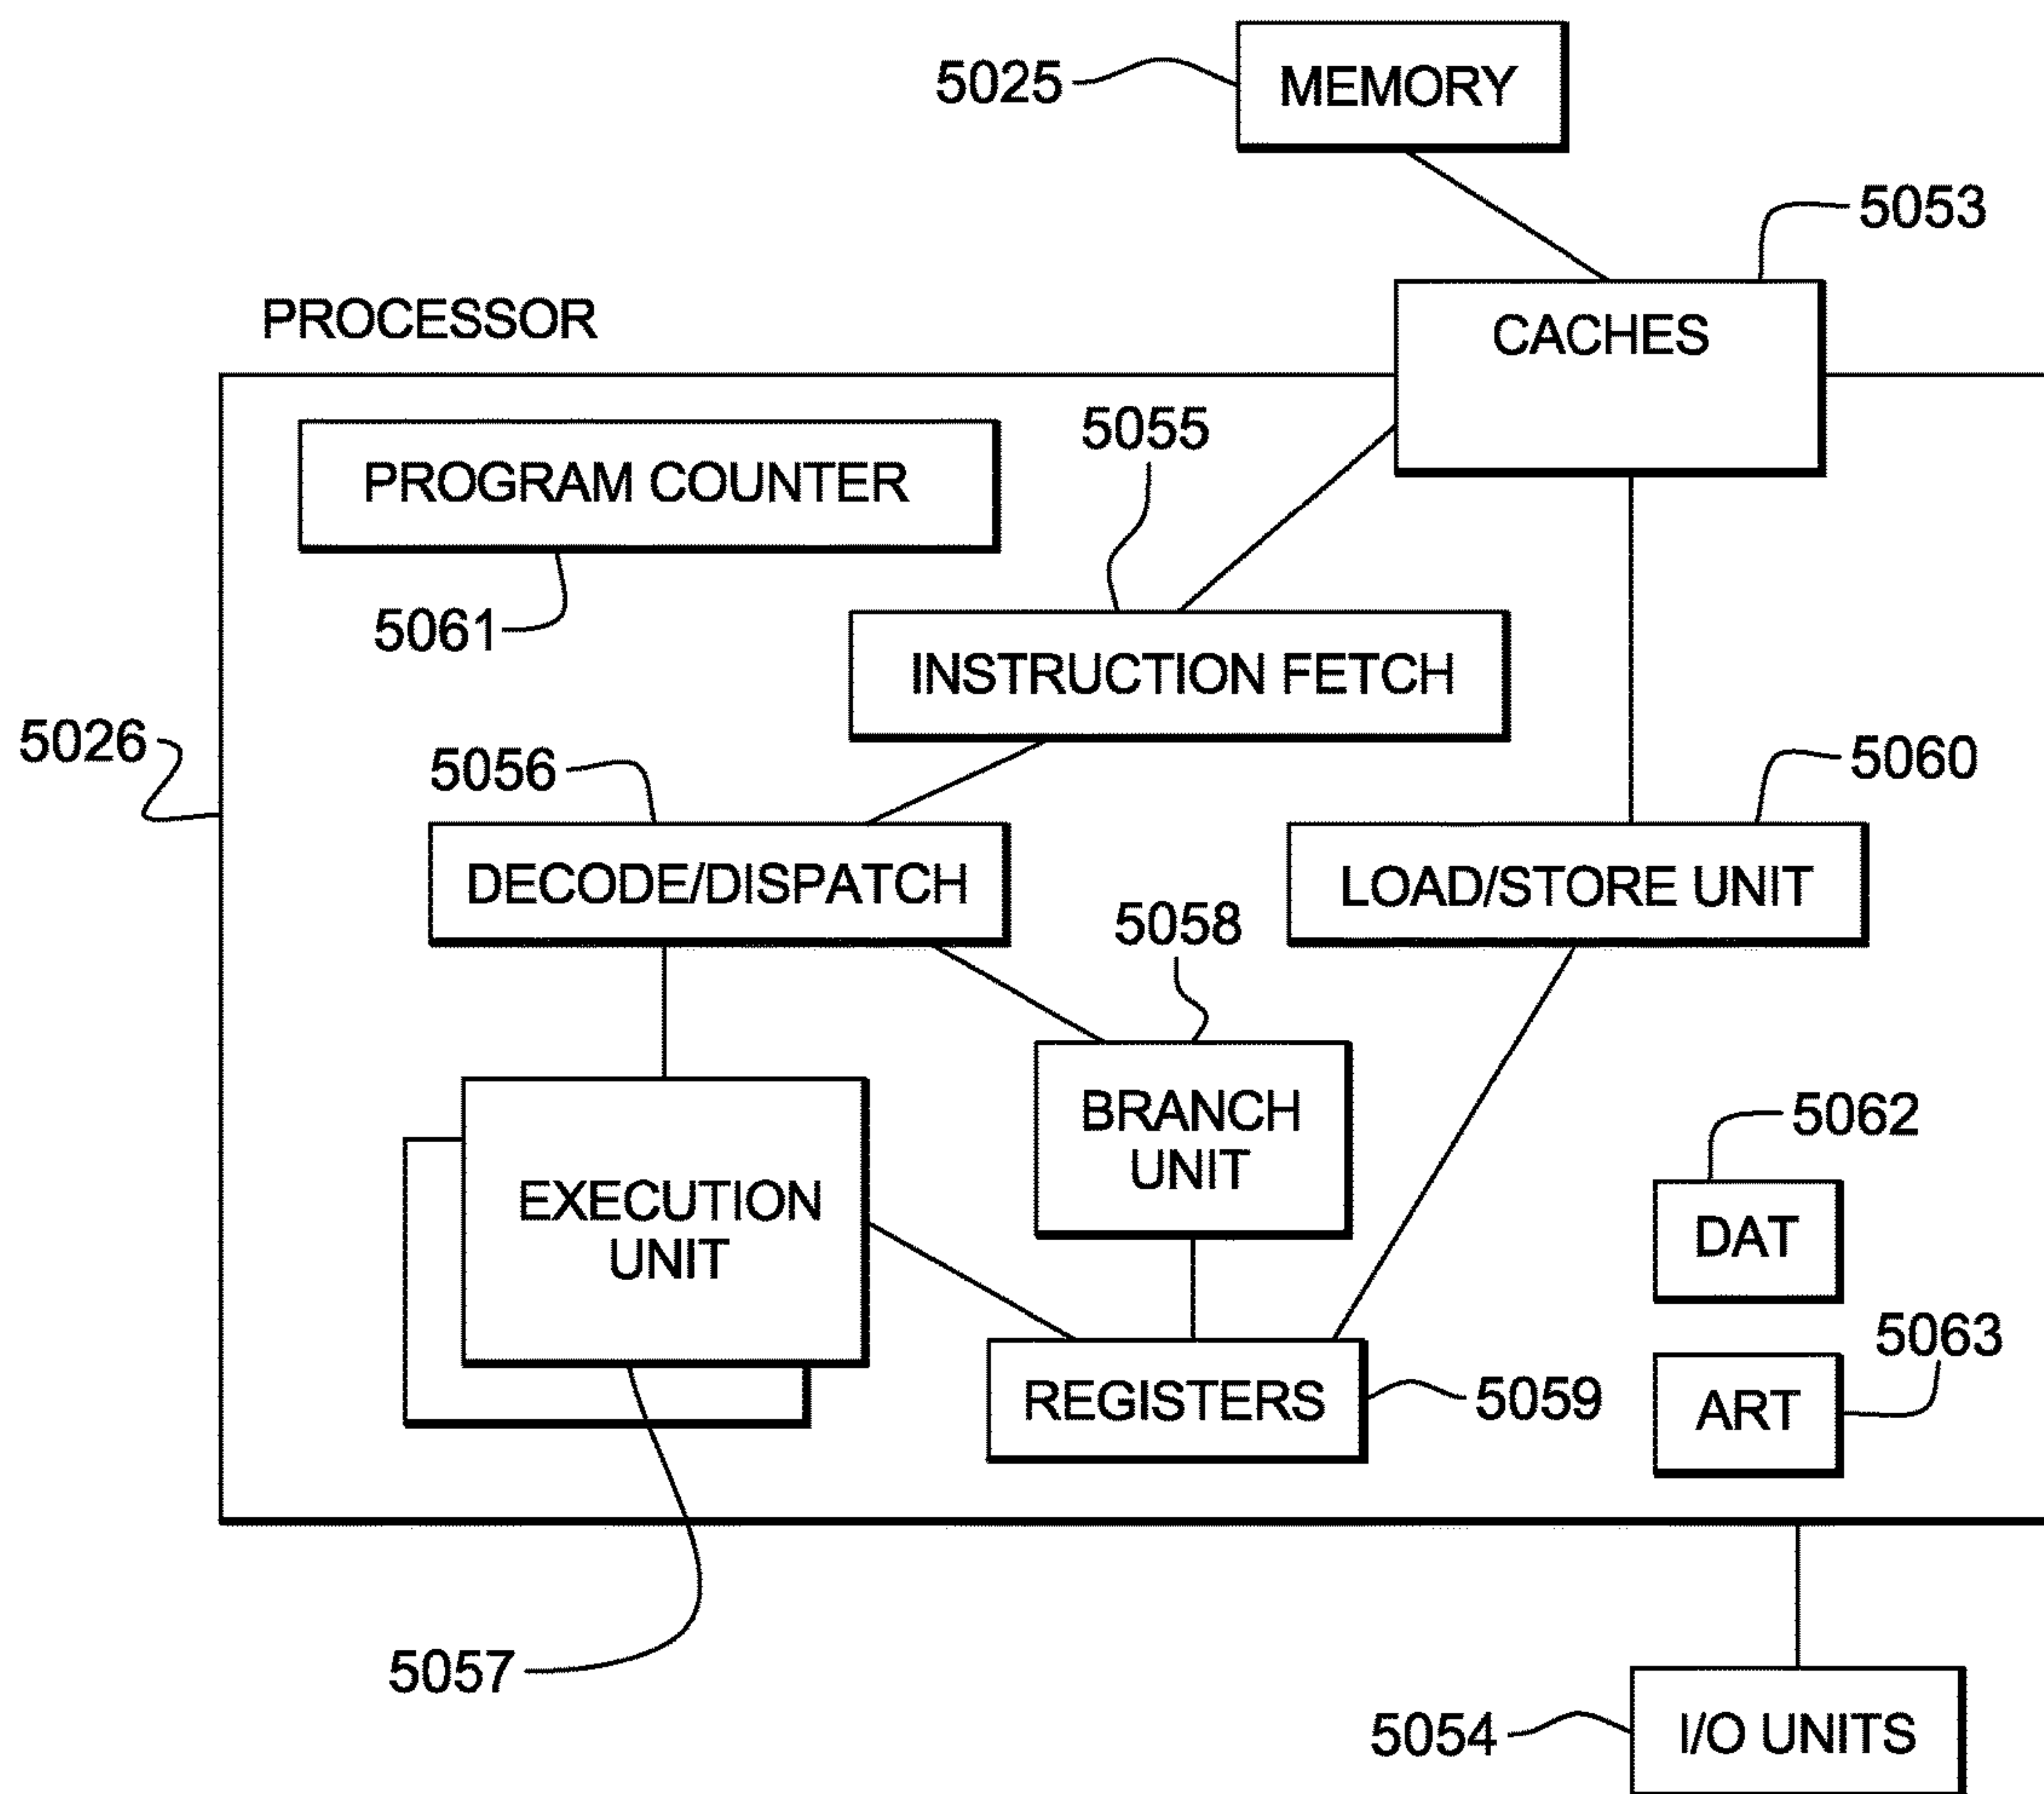 MEMORY
5025
5053
PROCESSOR
CACHES
5055
PROGRAM COUNTER
5061
INSTRUCTION FETCH
5026
5056
5060
DECODE/DISPATCH
LOAD/STORE UNIT
5058
BRANCH
UNIT
5062
EXECUTION
UNIT
DAT
5063
REGISTERS
5059
ART
5057
5054
I/O UNITS